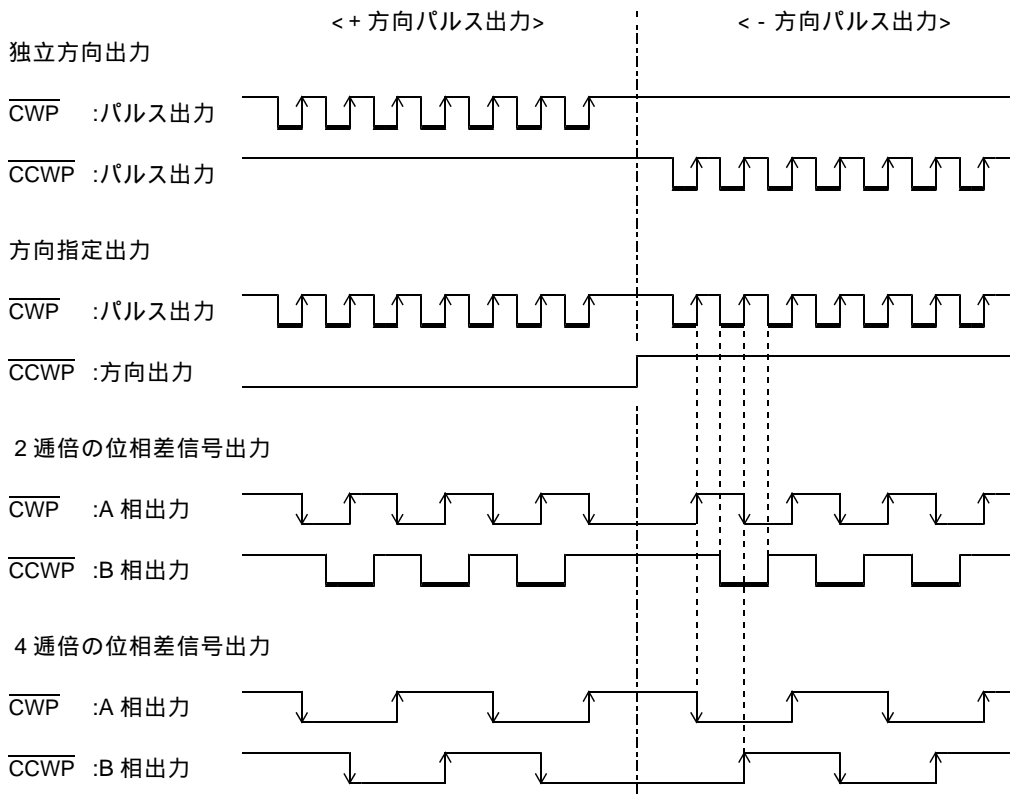 <+方向パルス出力> <-方向パルス出力>
独立方向出力
CWP :パルス出力
CCWP :パルス出力
方向指定出力
CWP :パルス出力
CCWP :方向出力
2逓倍の位相差信号出力
CWP :A 相出力
CCWP :B 相出力
4逓倍の位相差信号出力
CWP :A 相出力
CCWP :B 相出力